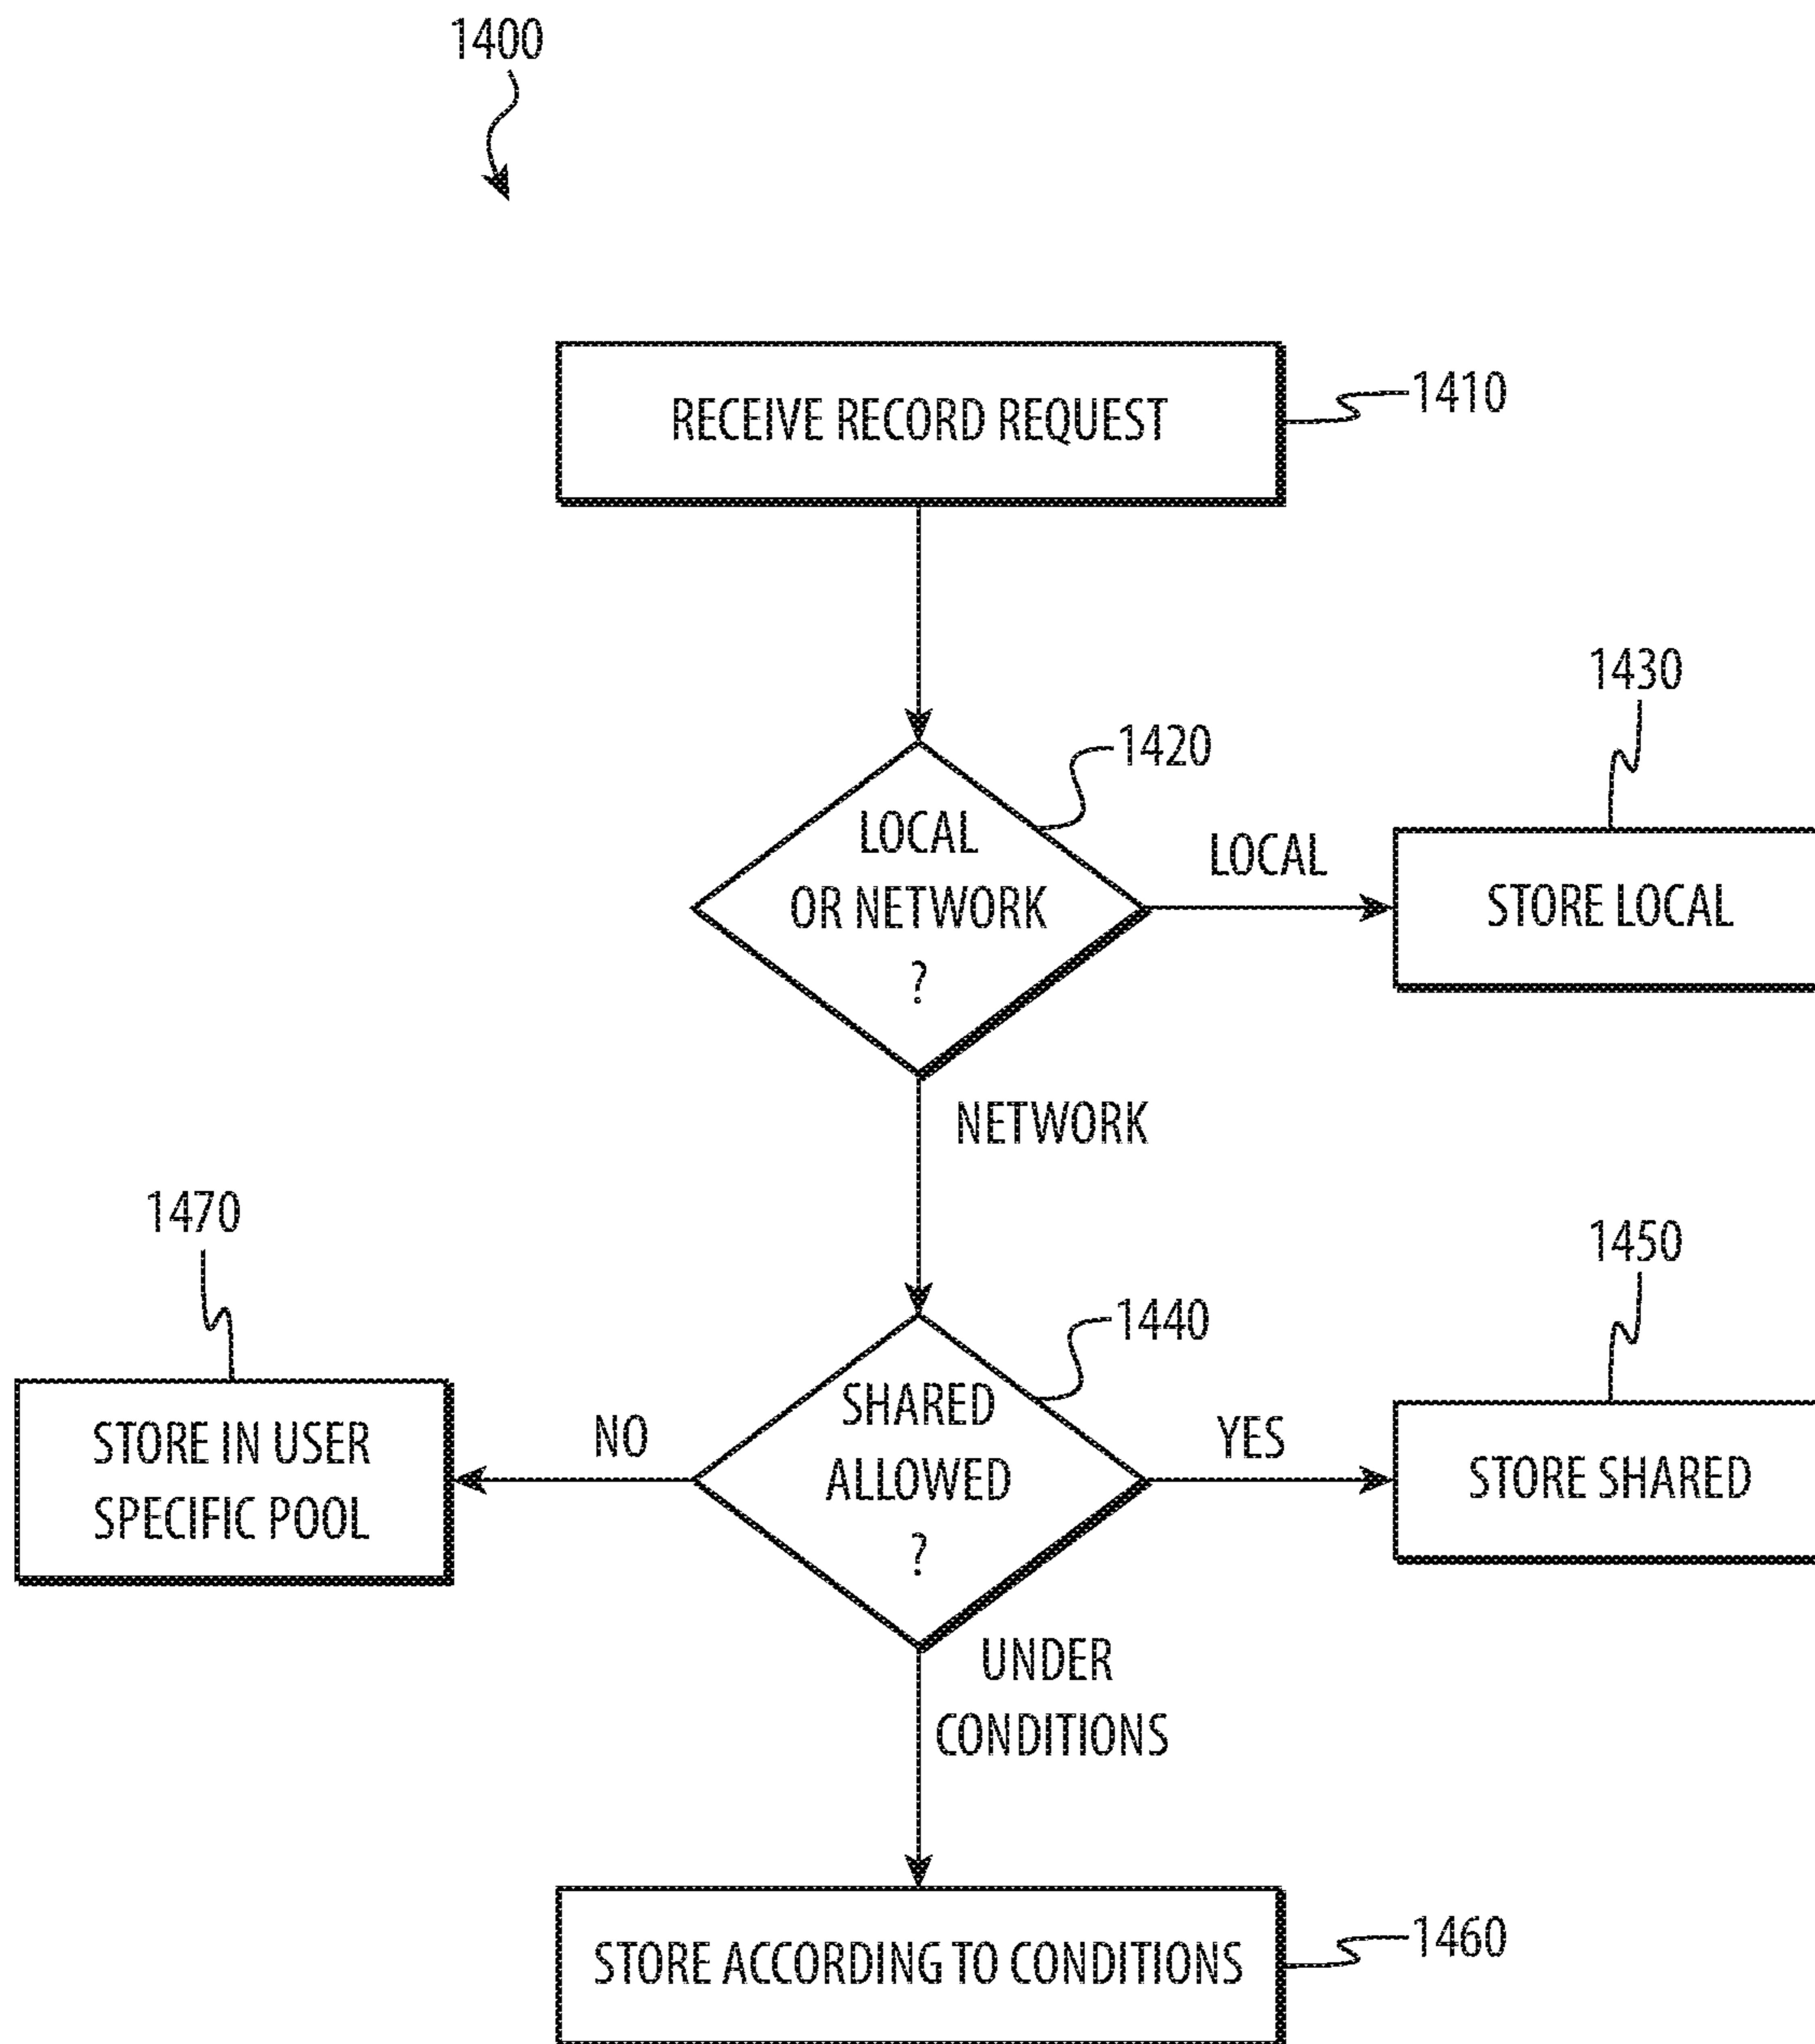 1400
RECEIVE RECORD REQUEST
1410
1420
LOCAL
OR NETWORK
?
LOCAL
1430
STORE LOCAL
NETWORK
1470
STORE IN USER
SPECIFIC POOL
NO
1440
SHARED
ALLOWED
?
YES
1450
STORE SHARED
UNDER
CONDITIONS
STORE ACCORDING TO CONDITIONS
1460